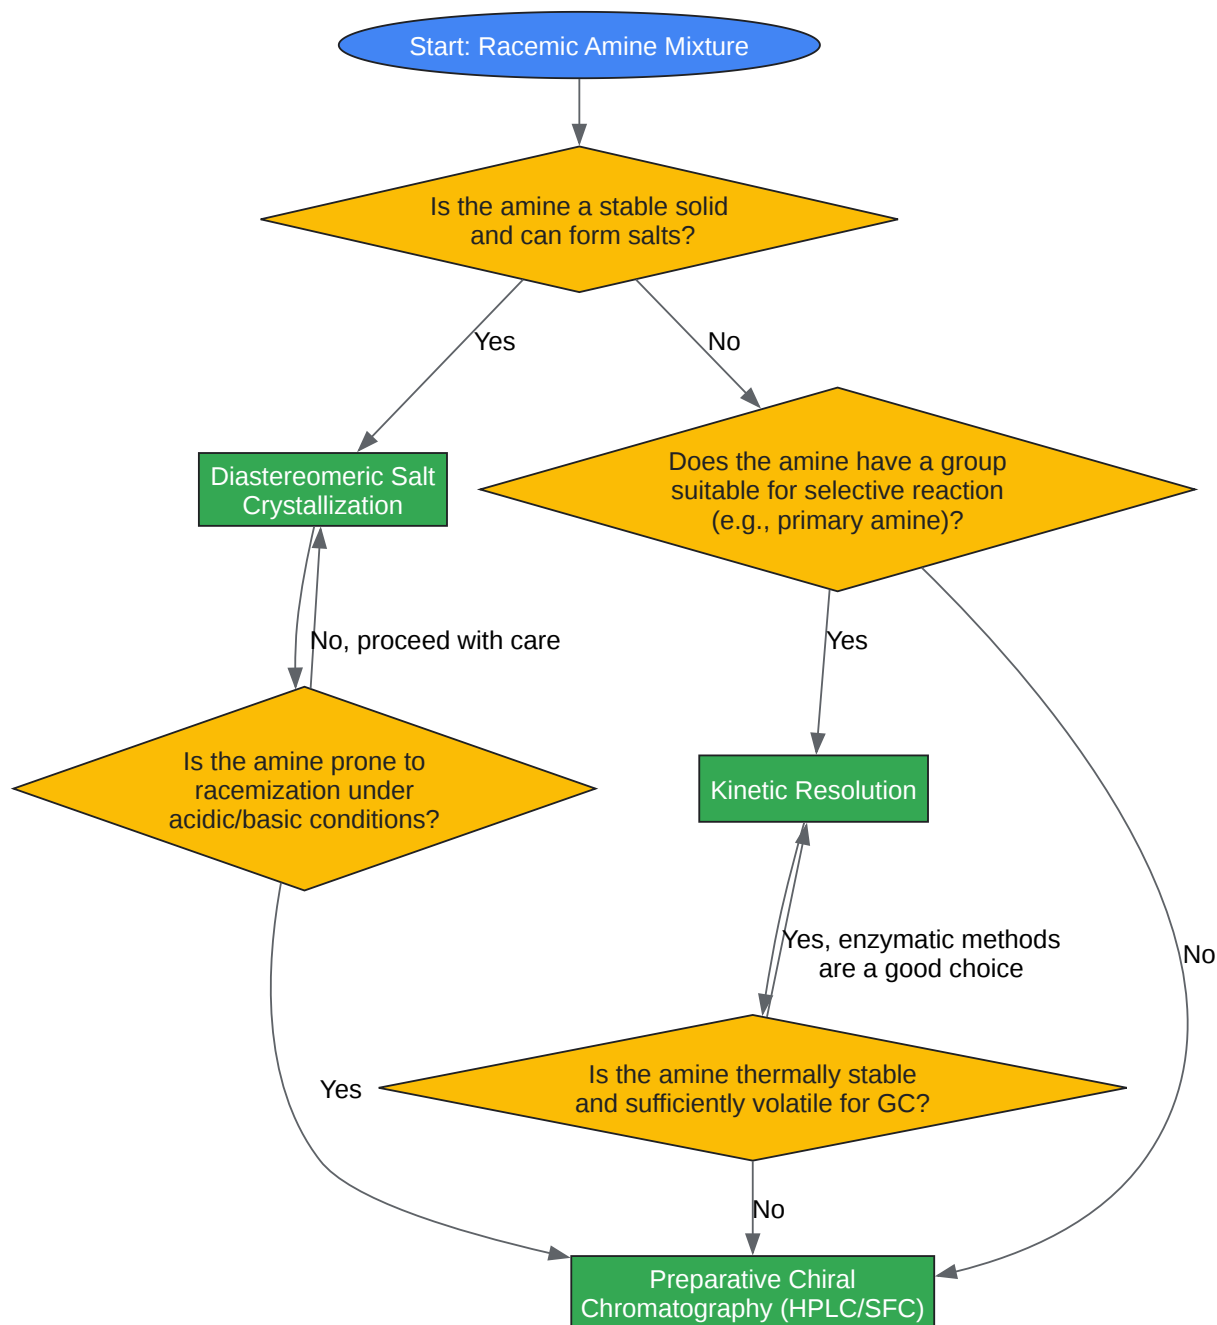 Start: Racemic Amine Mixture
Is the amine a stable solid
and can form salts?
Yes
No
Diastereomeric Salt
Crystallization
Does the amine have a group
suitable for selective reaction
(e.g., primary amine)?
No, proceed with care
Yes
Is the amine prone to
racemization under
acidic/basic conditions?
Kinetic Resolution
Yes, enzymatic methods
are a good choice
No
Yes
Is the amine thermally stable
and sufficiently volatile for GC?
No
Preparative Chiral
Chromatography (HPLC/SFC)